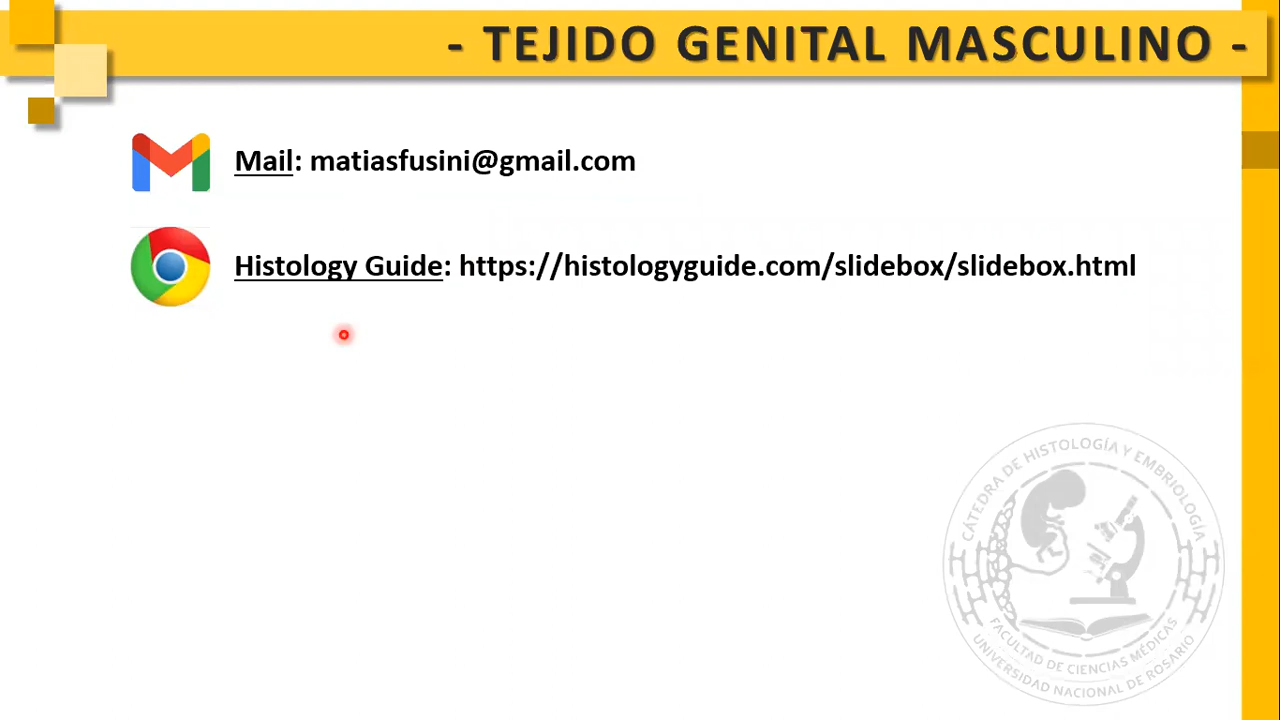 - TEJIDO GENITAL MASCULINO -
Mail: matiasfusini@gmail.com
Histology Guide: https://histologyguide.com/slidebox/slidebox.html
CÁTEDRA DE HISTOLOGÍA Y EMBRIOLOGÍA
FACULTAD DE CIENCIAS MÉDICAS
UNIVERSIDAD NACIONAL DE ROSARIO